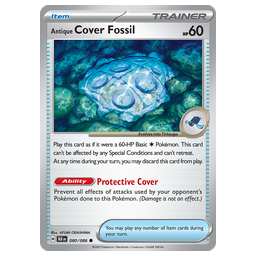 Item
TRAINER
Antique Cover Fossil
HP 60
Evolves into Tirtouga
Play this card as if it were a 60-HP Basic Pokémon. This card
can't be affected by any Special Conditions and can't retreat.
At any time during your turn, you may discard this card from play.
Ability Protective Cover
Prevent all effects of attacks used by your opponent's
Pokémon done to this Pokémon. (Damage is not an effect.)
You may play any number of Item cards
during your turn.
080/086